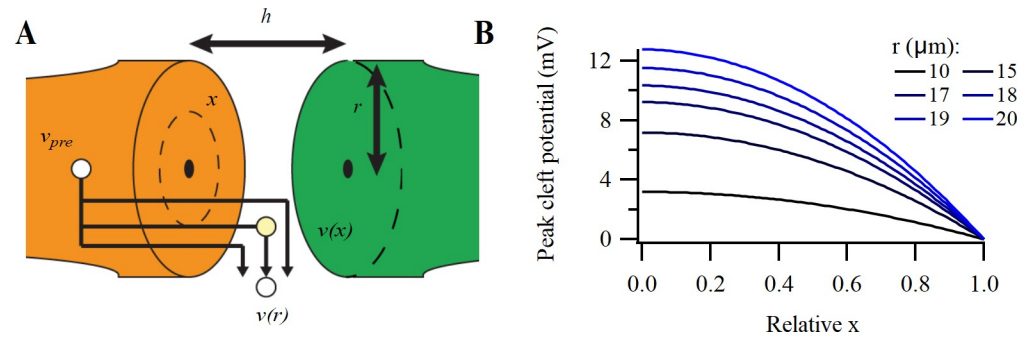 A
h
x
r
v_pre
v(x)
v(r)
B
Peak cleft potential (mV)
12
8
4
0
r (μm):
10 15
17 18
19 20
0.0 0.2 0.4 0.6 0.8 1.0
Relative x